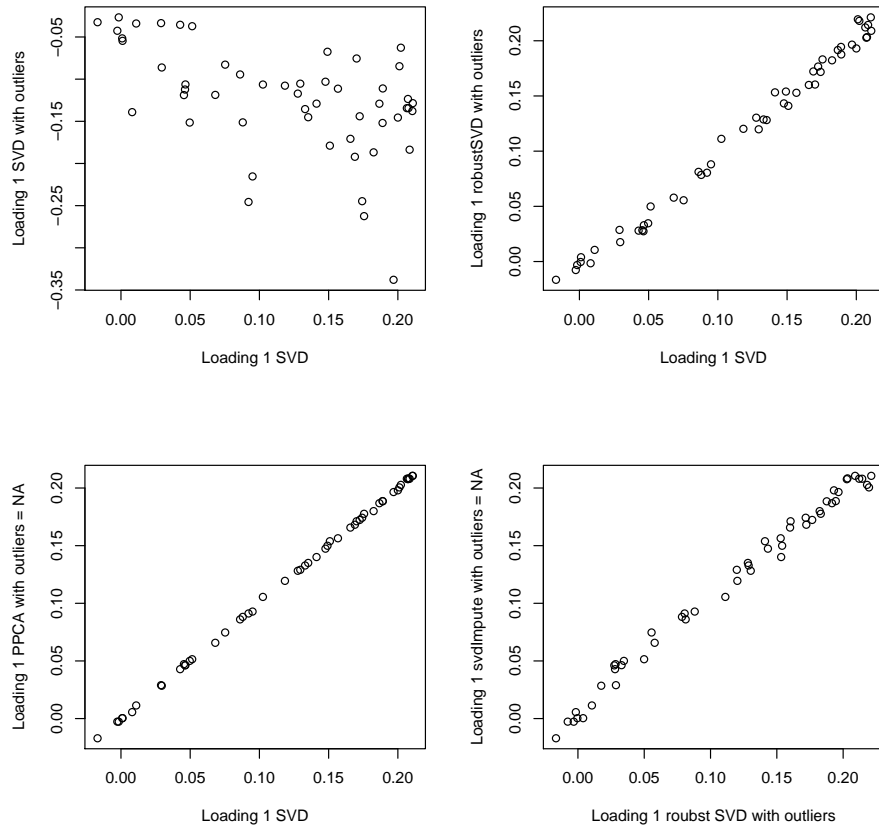 Loading 1 SVD with outliers
−0.05
−0.15
−0.25
−0.35
0.00 0.05 0.10 0.15 0.20
Loading 1 SVD
Loading 1 robustSVD with outliers
0.20
0.15
0.10
0.05
0.00
0.00 0.05 0.10 0.15 0.20
Loading 1 SVD
Loading 1 PPCA with outliers = NA
0.20
0.15
0.10
0.05
0.00
0.00 0.05 0.10 0.15 0.20
Loading 1 SVD
Loading 1 svdImpute with outliers = NA
0.20
0.15
0.10
0.05
0.00
0.00 0.05 0.10 0.15 0.20
Loading 1 roubst SVD with outliers